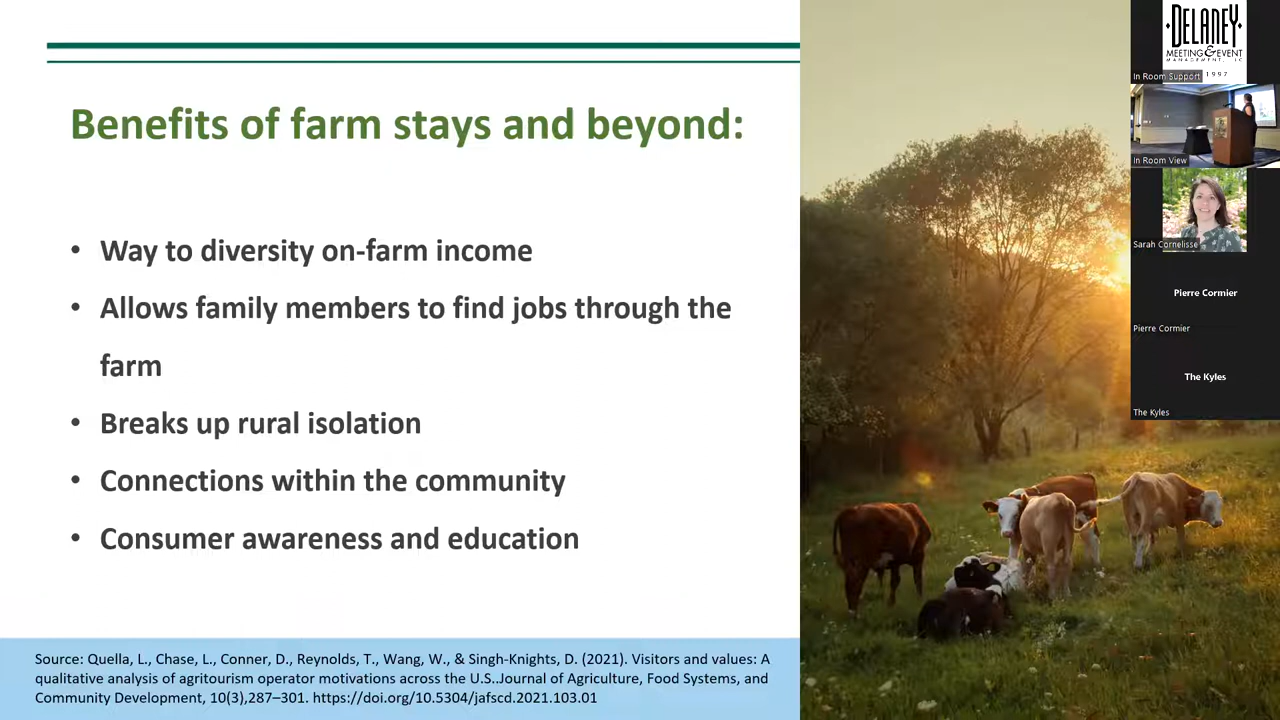 Benefits of farm stays and beyond:
• Way to diversity on-farm income
• Allows family members to find jobs through the
farm
• Breaks up rural isolation
• Connections within the community
• Consumer awareness and education
Source: Quella, L., Chase, L., Conner, D., Reynolds, T., Wang, W., & Singh-Knights, D. (2021). Visitors and values: A
qualitative analysis of agritourism operator motivations across the U.S..Journal of Agriculture, Food Systems, and
Community Development, 10(3),287–301. https://doi.org/10.5304/jafscd.2021.103.01
DELANEY
MEETING & EVENT
MANAGEMENT, LLC
1997
In Room Support
In Room View
Sarah Cornelisse
Pierre Cormier
Pierre Cormier
The Kyles
The Kyles